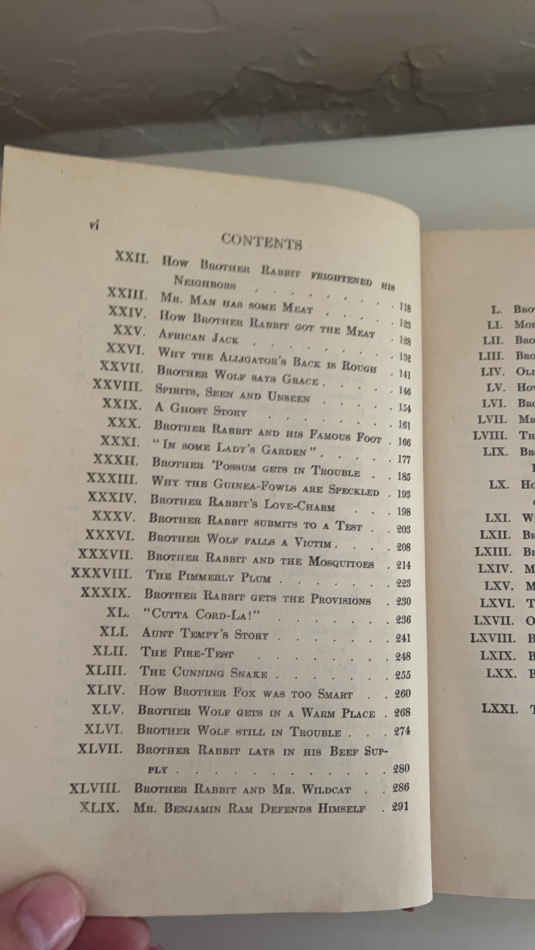 vi
CONTENTS
XXII. How Brother Rabbit frightened his
Neighbors . . . . . . . . 118
XXIII. Mr. Man has some Meat . . . . . 123
XXIV. How Brother Rabbit got the Meat . 128
XXV. African Jack . . . . . . . . 132
XXVI. Why the Alligator's Back is Rough . 141
XXVII. Brother Wolf says Grace . . . . . 146
XXVIII. Spirits, Seen and Unseen . . . . 154
XXIX. A Ghost Story . . . . . . . 161
XXX. Brother Rabbit and his Famous Foot . 166
XXXI. "In some Lady's Garden" . . . . . 177
XXXII. Brother 'Possum gets in Trouble . . 185
XXXIII. Why the Guinea-Fowls are Speckled . 193
XXXIV. Brother Rabbit's Love-Charm . . . 198
XXXV. Brother Rabbit submits to a Test . . 203
XXXVI. Brother Wolf falls a Victim . . . . 208
XXXVII. Brother Rabbit and the Mosquitoes . 214
XXXVIII. The Pimmerly Plum . . . . . . . 223
XXXIX. Brother Rabbit gets the Provisions . 230
XL. "Cutta Cord-La!" . . . . . . . 236
XLI. Aunt Tempy's Story . . . . . . . 241
XLII. The Fire-Test . . . . . . . 248
XLIII. The Cunning Snake . . . . . . . 255
XLIV. How Brother Fox was too Smart . . 260
XLV. Brother Wolf gets in a Warm Place . 268
XLVI. Brother Wolf still in Trouble . . . 274
XLVII. Brother Rabbit lays in his Beef Sup-
ply . . . . . . . . . . . . 280
XLVIII. Brother Rabbit and Mr. Wildcat . . 286
XLIX. Mr. Benjamin Ram Defends Himself . 291
L.
LI.
LII.
LIII.
LIV.
LV.
LVI.
LVII.
LVIII.
LIX.
LX.
LXI.
LXII.
LXIII.
LXIV.
LXV.
LXVI.
LXVII.
LXVIII.
LXIX.
LXX.
LXXI.